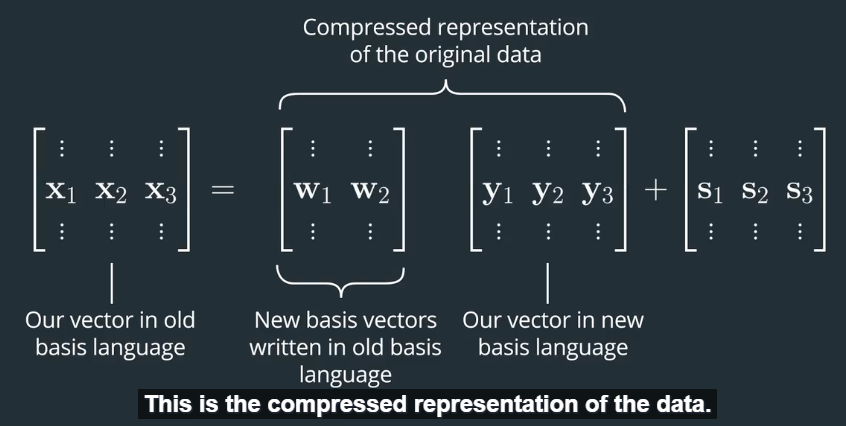 Compressed representation
of the original data
⋮ ⋮ ⋮ ⋮ ⋮ ⋮ ⋮ ⋮ ⋮ ⋮ ⋮
x₁ x₂ x₃ = w₁ w₂ y₁ y₂ y₃ + s₁ s₂ s₃
⋮ ⋮ ⋮ ⋮ ⋮ ⋮ ⋮ ⋮ ⋮ ⋮ ⋮
Our vector in old
basis language
New basis vectors
written in old basis
language
Our vector in new
basis language
This is the compressed representation of the data.